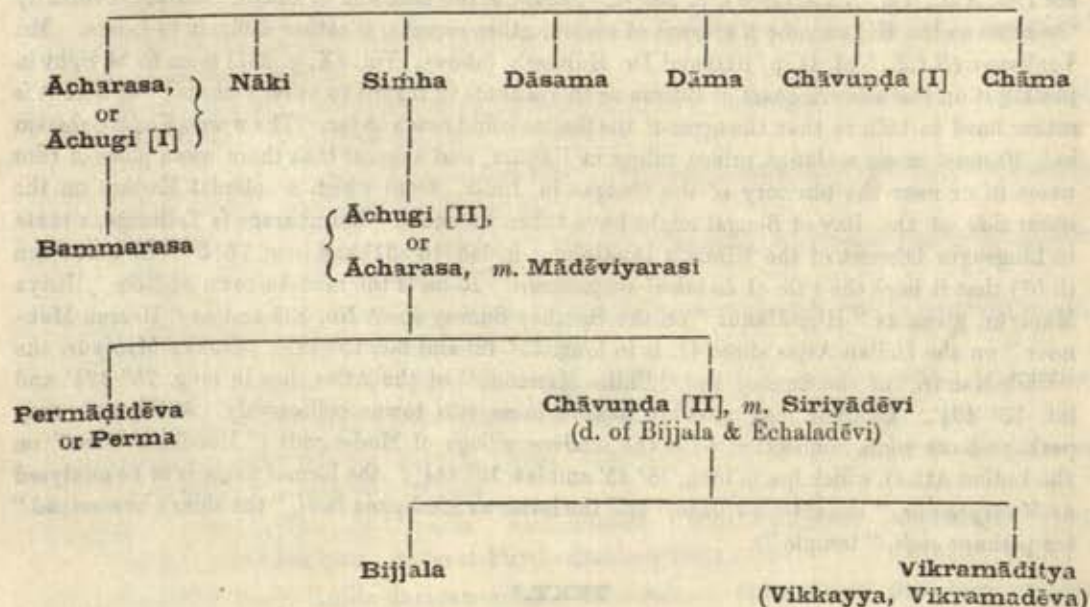 Ācharasa, or Āchugi [I]
Nāki
Siṁha
Dāsama
Dāma
Chāvuṇḍa [I]
Chāma
Bammarasa
Āchugi [II], or Ācharasa, m. Mādēviyarasi
Permāḍidēva
or Perma
Chāvuṇḍa [II], m. Siriyādēvi
(d. of Bijjala & Ēchaladēvi)
Bijjala
Vikramāditya
(Vikkayya, Vikramadēva)